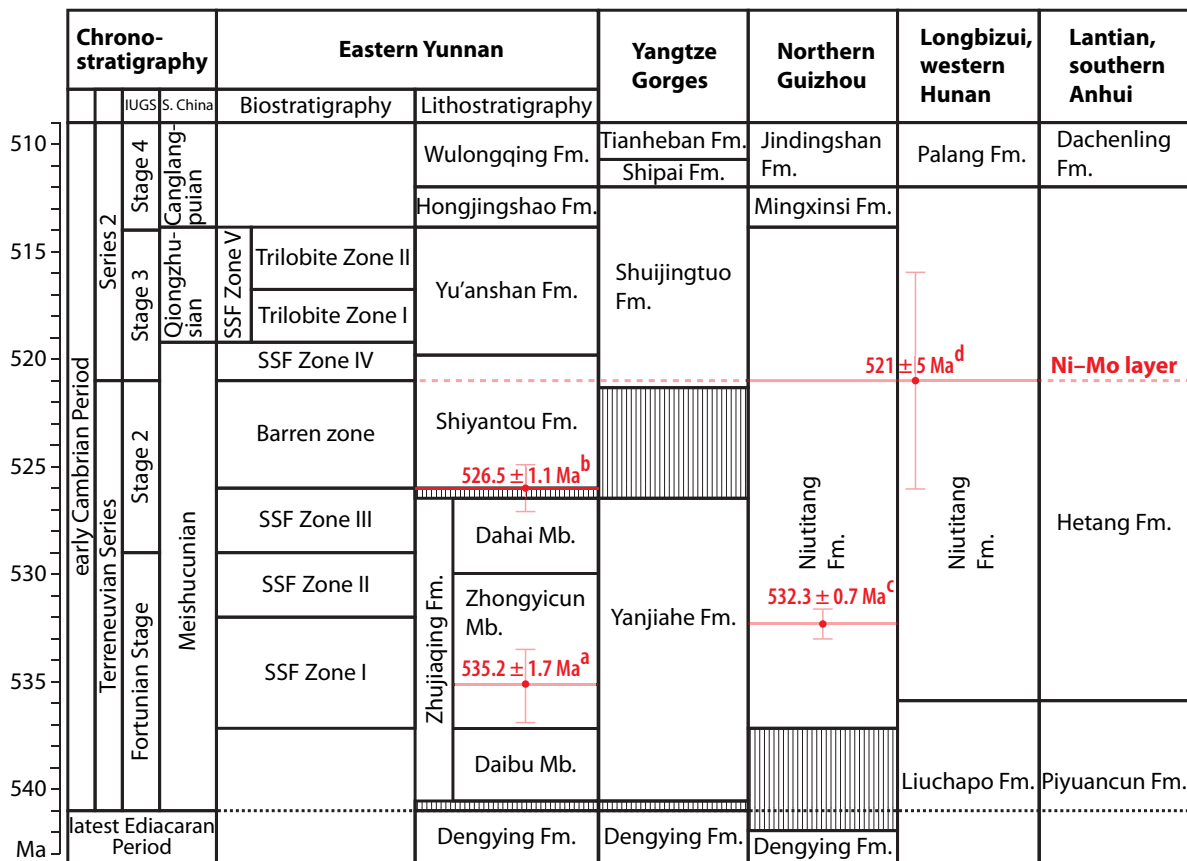 Chrono-
stratigraphy
Eastern Yunnan
Yangtze
Gorges
Northern
Guizhou
Longbizui,
western
Hunan
Lantian,
southern
Anhui
IUGS
S. China
Biostratigraphy
Lithostratigraphy
510
515
520
525
530
535
540
Ma
early Cambrian Period
Series 2
Terreneuvian Series
Stage 4
Stage 3
Stage 2
Fortunian Stage
Canglang-
puian
Qiongzhu-
sian
Meishucunian
latest Ediacaran
Period
SSF Zone V
Trilobite Zone II
Trilobite Zone I
SSF Zone IV
Barren zone
SSF Zone III
SSF Zone II
SSF Zone I
Wulongqing Fm.
Hongjingshao Fm.
Yu’anshan Fm.
Shiyantou Fm.
526.5 ± 1.1 Ma^b
Zhujiaqing Fm.
Dahai Mb.
Zhongyicun
Mb.
535.2 ± 1.7 Ma^a
Daibu Mb.
Dengying Fm.
Tianheban Fm.
Shipai Fm.
Shuijingtuo
Fm.
Yanjiahe Fm.
Dengying Fm.
Jindingshan
Fm.
Mingxinsi Fm.
Niutitang
Fm.
532.3 ± 0.7 Ma^c
Dengying Fm.
Palang Fm.
521 ± 5 Ma^d
Niutitang
Fm.
Liuchapo Fm.
Dachenling
Fm.
Ni–Mo layer
Hetang Fm.
Piyuancun Fm.